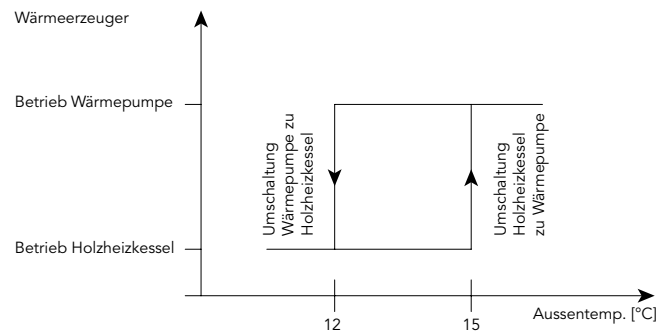 Wärmeerzeuger
Betrieb Wärmepumpe
Umschaltung
Wärmepumpe zu
Holzheizkessel
Umschaltung
Holzheizkessel
zu Wärmepumpe
Betrieb Holzheizkessel
12
15
Aussentemp. [°C]